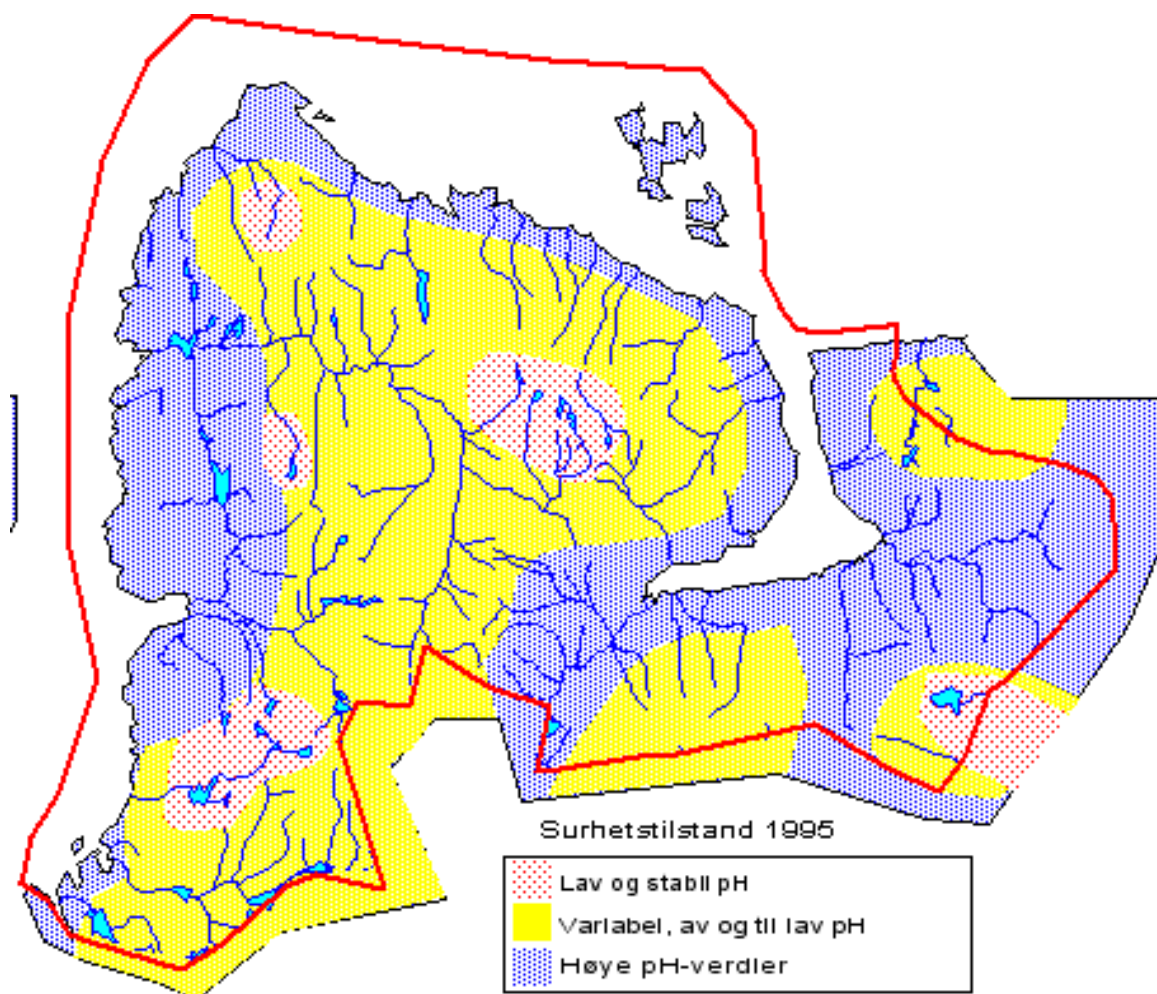 Surhetstilstand 1995
Lav og stabil pH
Variabel, av og til lav pH
Høye pH-verdier